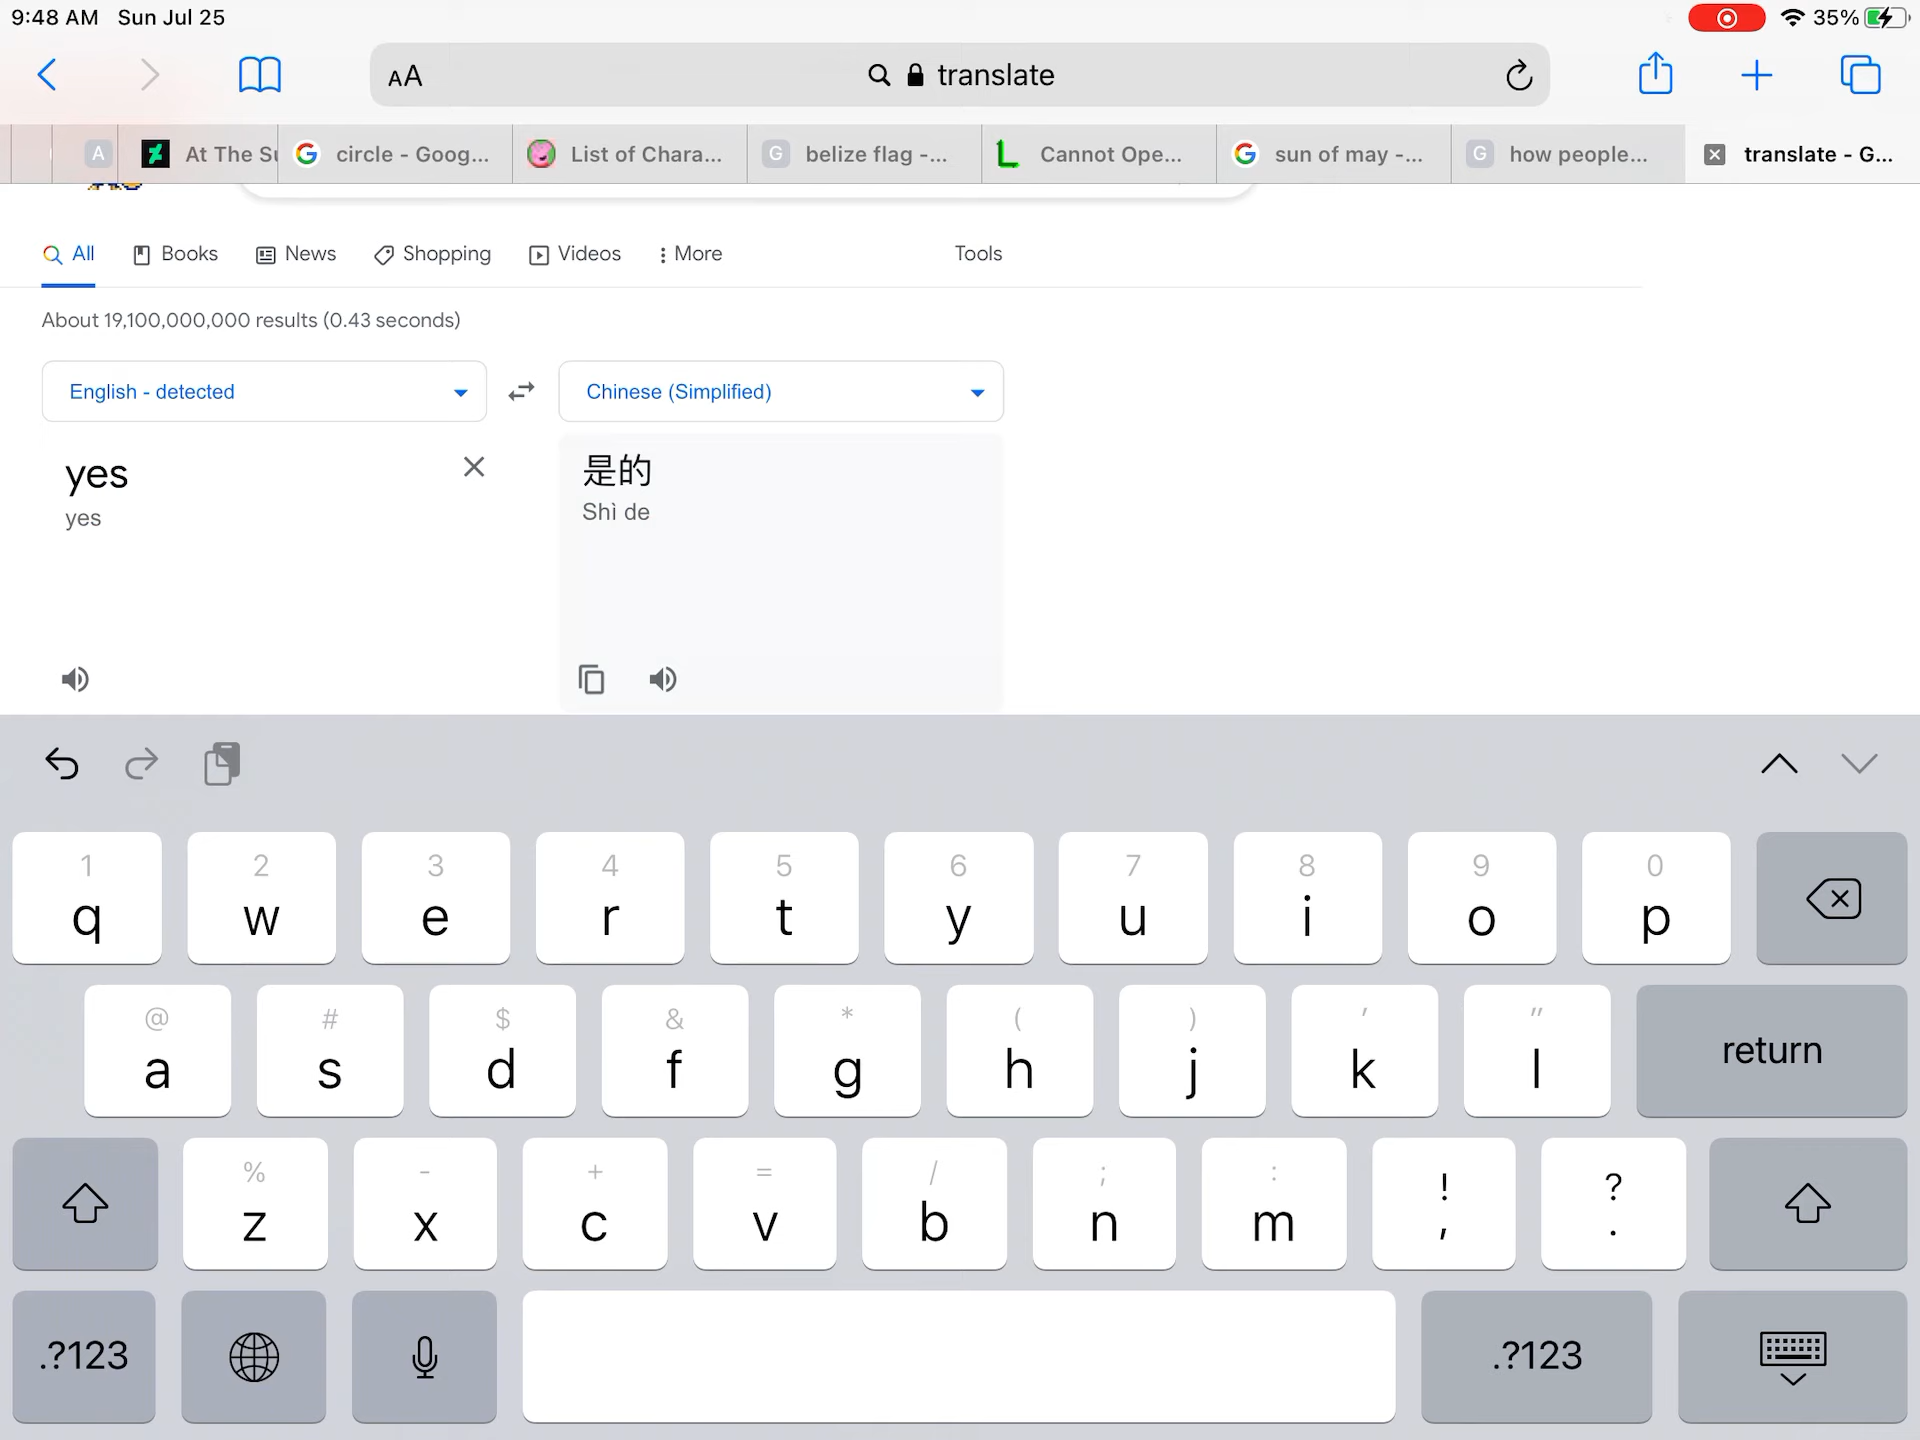 9:48 AM Sun Jul 25
35%
AA translate
A At The Su circle - Goog... List of Chara... G belize flag -... Cannot Ope... sun of may -... G how people... translate - G...
All Books News Shopping Videos More Tools
About 19,100,000,000 results (0.43 seconds)
English - detected Chinese (Simplified)
yes 是的
yes Shì de
1 2 3 4 5 6 7 8 9 0
q w e r t y u i o p
@ # $ & * ( ) ' "
a s d f g h j k l return
% - + = / ; : ! ?
z x c v b n m , .
.?123 .?123